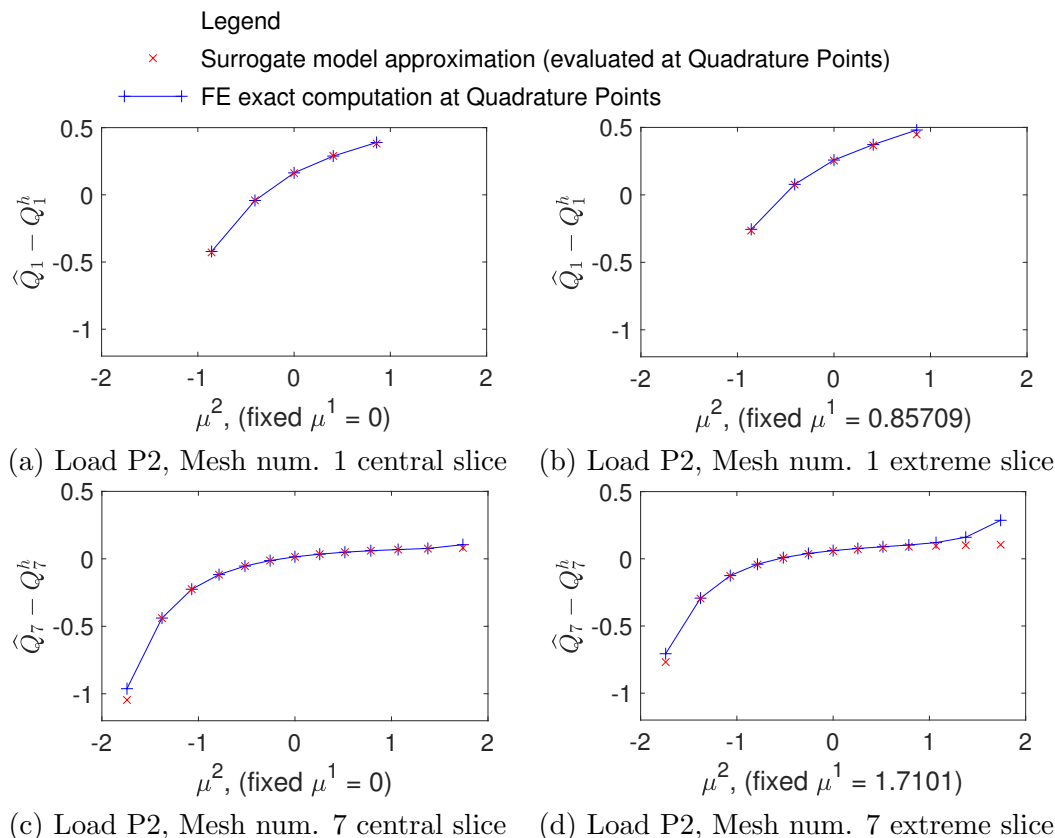 Legend
Surrogate model approximation (evaluated at Quadrature Points)
FE exact computation at Quadrature Points
0.5
0
-0.5
-1
Q̂₁ − Q₁ʰ
-2 -1 0 1 2
μ², (fixed μ¹ = 0)
(a) Load P2, Mesh num. 1 central slice
0.5
0
-0.5
-1
Q̂₁ − Q₁ʰ
-2 -1 0 1 2
μ², (fixed μ¹ = 0.85709)
(b) Load P2, Mesh num. 1 extreme slice
0.5
0
-0.5
-1
Q̂₇ − Q₇ʰ
-2 -1 0 1 2
μ², (fixed μ¹ = 0)
(c) Load P2, Mesh num. 7 central slice
0.5
0
-0.5
-1
Q̂₇ − Q₇ʰ
-2 -1 0 1 2
μ², (fixed μ¹ = 1.7101)
(d) Load P2, Mesh num. 7 extreme slice